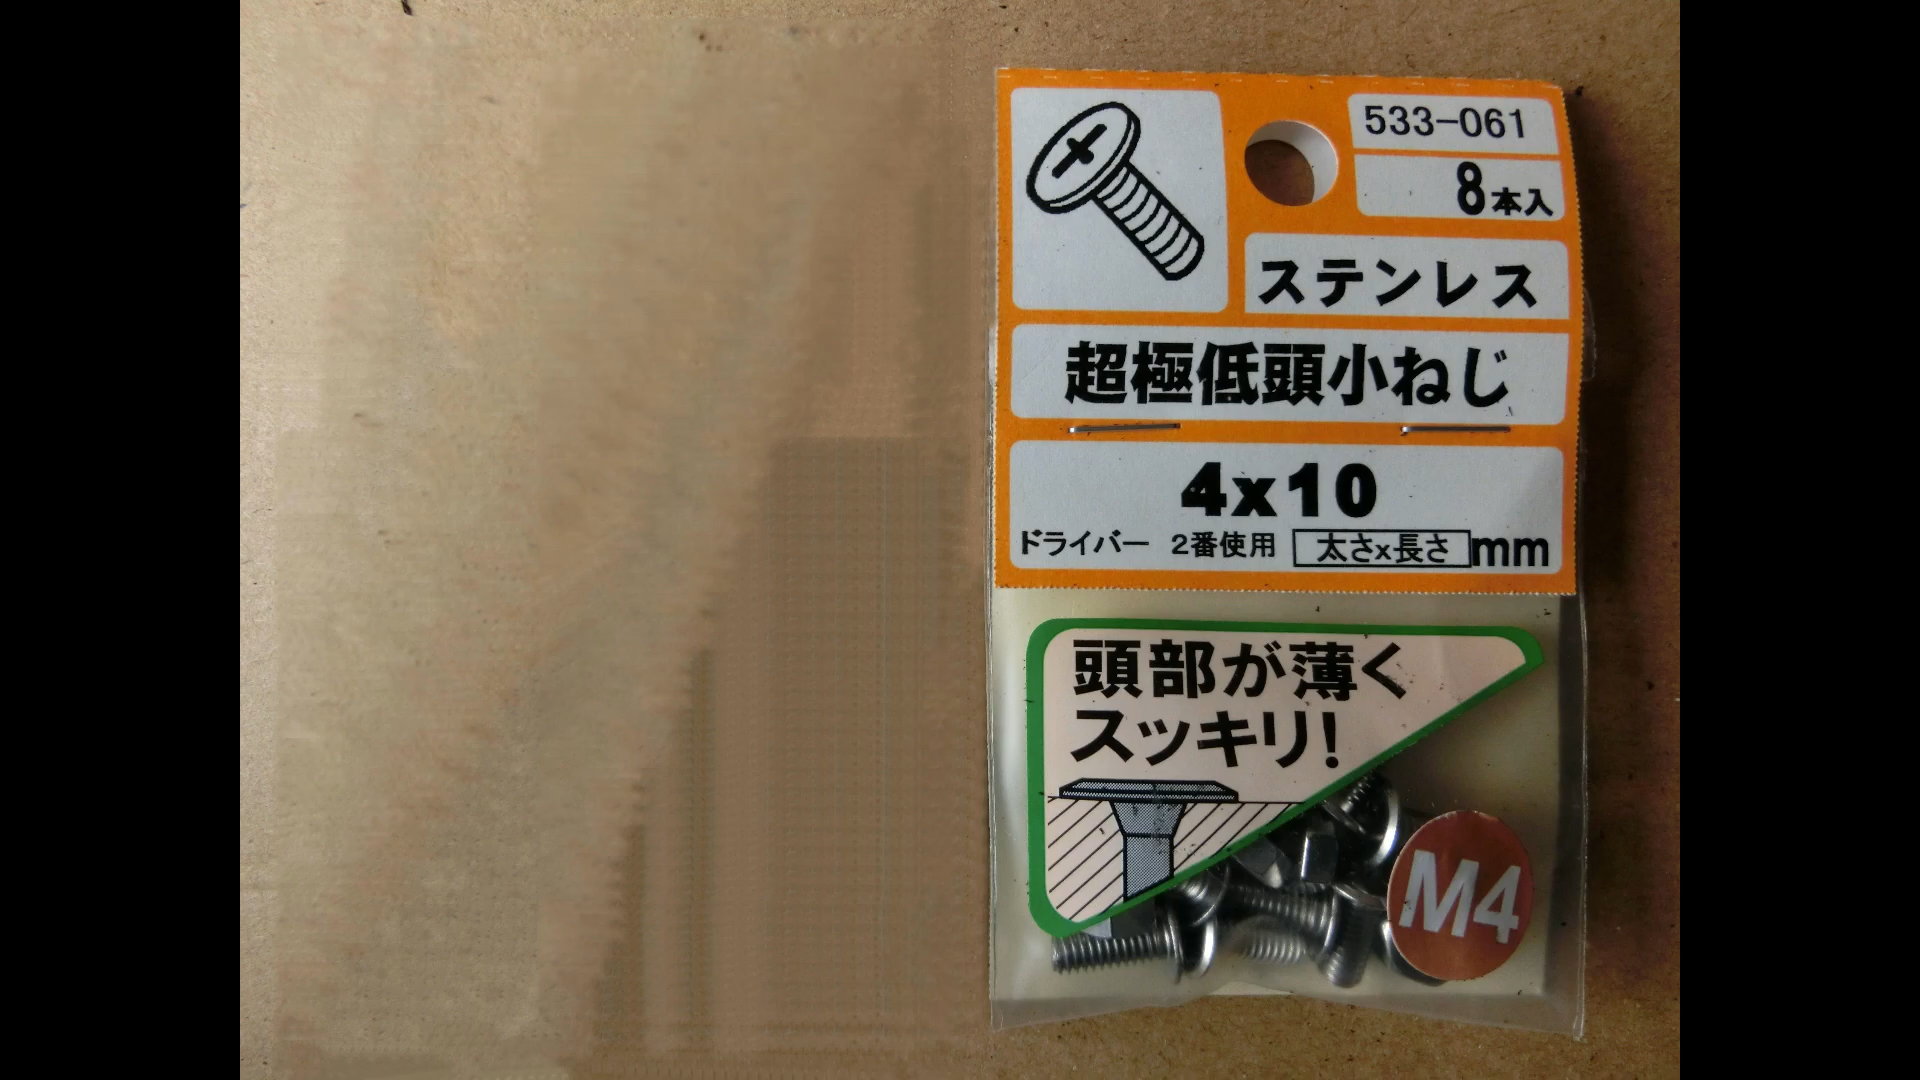 533-061
8本入
ステンレス
超極低頭小ねじ
4x10
ドライバー 2番使用 太さx長さ mm
頭部が薄く
スッキリ!
M4